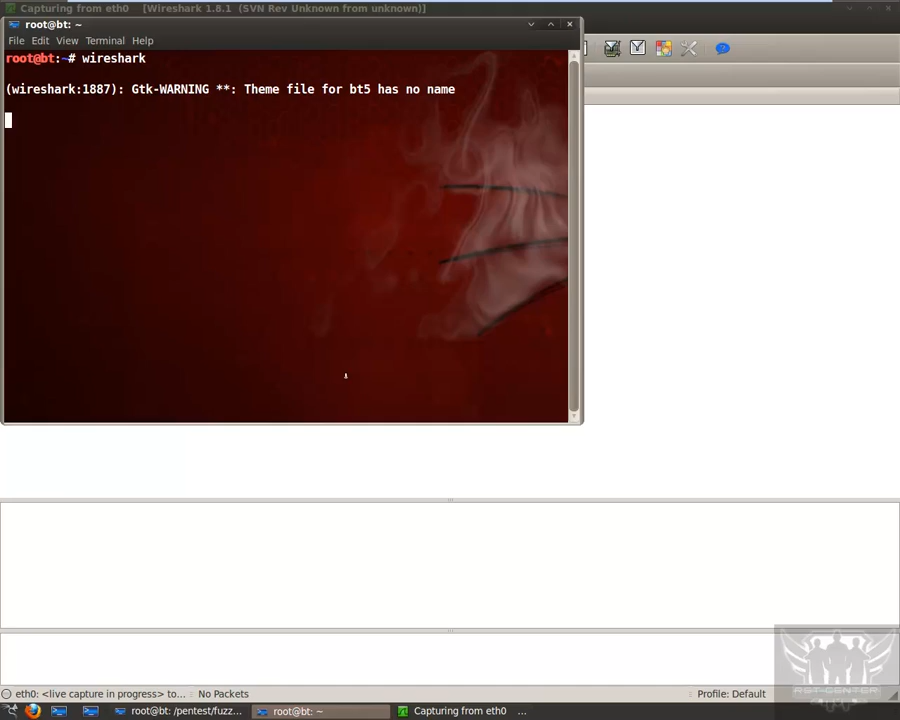 Capturing from eth0 [Wireshark 1.8.1 (SVN Rev Unknown from unknown)]
root@bt: ~
File Edit View Terminal Help
root@bt:~# wireshark
(wireshark:1887): Gtk-WARNING **: Theme file for bt5 has no name
AGT-CENTER
eth0: <live capture in progress> to... No Packets Profile: Default
root@bt: /pentest/fuzz... root@bt: ~ Capturing from eth0 ...